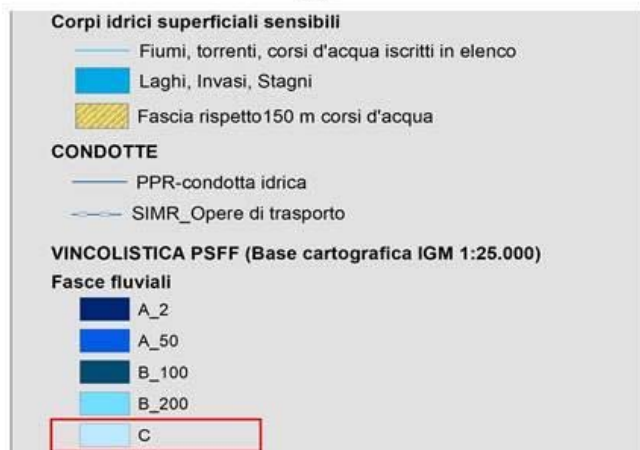 Corpi idrici superficiali sensibili
Fiumi, torrenti, corsi d'acqua iscritti in elenco
Laghi, Invasi, Stagni
Fascia rispetto150 m corsi d'acqua
CONDOTTE
PPR-condotta idrica
SIMR_Opere di trasporto
VINCOLISTICA PSFF (Base cartografica IGM 1:25.000)
Fasce fluviali
A_2
A_50
B_100
B_200
C